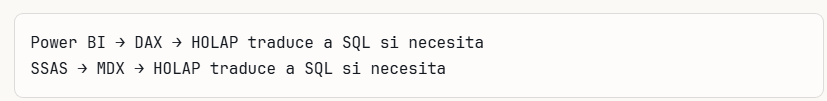 Power BI → DAX → HOLAP traduce a SQL si necesita
SSAS → MDX → HOLAP traduce a SQL si necesita